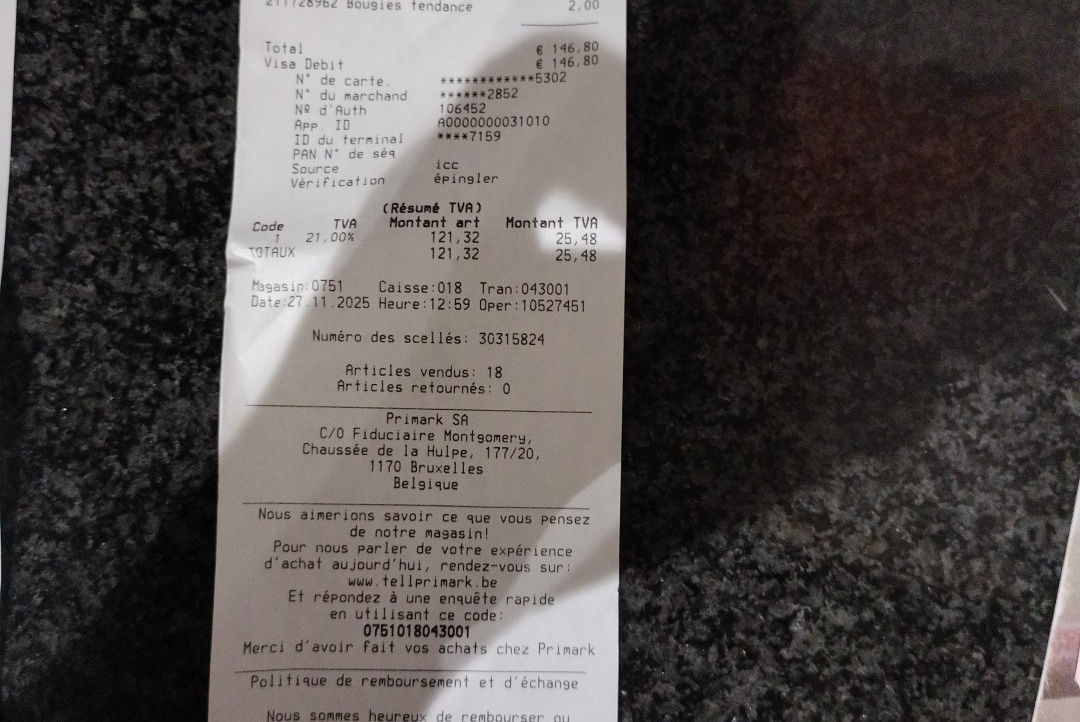 211728962 Bougies tendance 2,00
Total € 146,80
Visa Debit € 146,80
N° de carte. ************5302
N° du marchand ******2852
Nº d'Auth 106452
App. ID A0000000031010
ID du terminal ****7159
PAN N° de séq
Source icc
Vérification épingler
(Résumé TVA)
Code TVA Montant art Montant TVA
1 21,00% 121,32 25,48
TOTAUX 121,32 25,48
Magasin:0751 Caisse:018 Tran:043001
Date:27.11.2025 Heure:12:59 Oper:10527451
Numéro des scellés: 30315824
Articles vendus: 18
Articles retournés: 0
Primark SA
C/O Fiduciaire Montgomery,
Chaussée de la Hulpe, 177/20,
1170 Bruxelles
Belgique
Nous aimerions savoir ce que vous pensez
de notre magasin!
Pour nous parler de votre expérience
d'achat aujourd'hui, rendez-vous sur:
www.tellprimark.be
Et répondez à une enquête rapide
en utilisant ce code:
0751018043001
Merci d'avoir fait vos achats chez Primark
Politique de remboursement et d'échange
Nous sommes heureux de rembourser ou